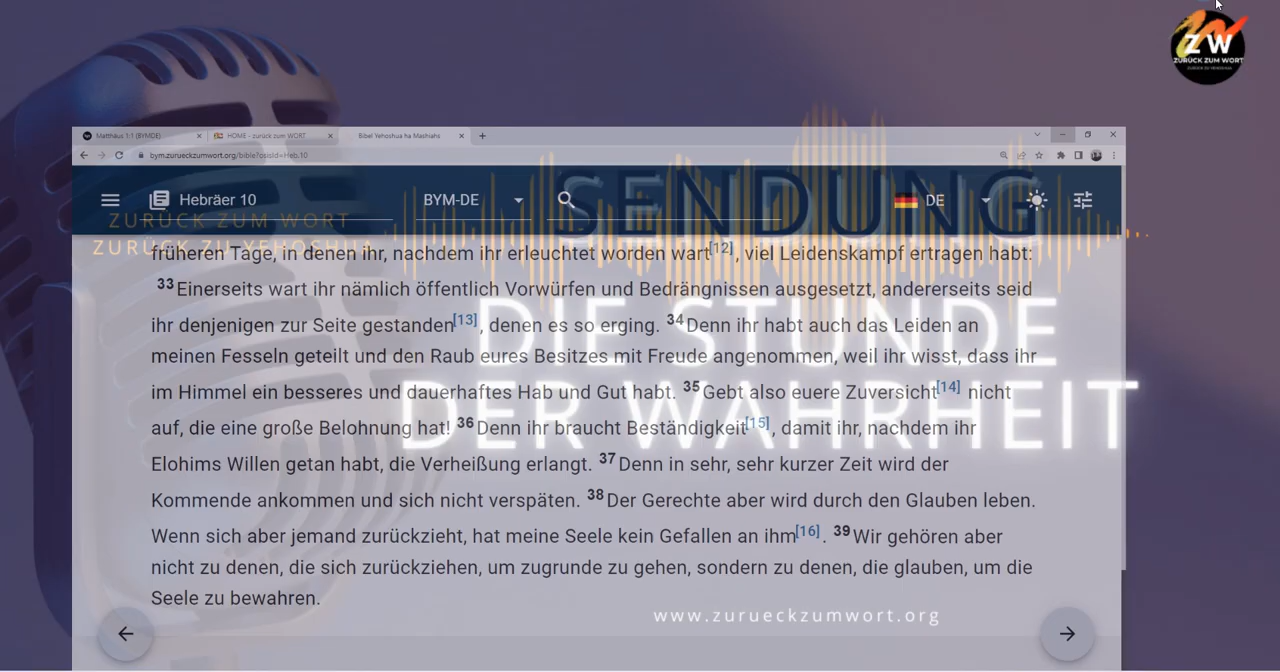 ZW
ZURÜCK ZUM WORT
Matthäus 1:1 (BYMDE)
HOME - zurück zum WORT
Bibel Yehoshua ha Mashiahs
bym.zurueckzumwort.org/bible?osisId=Heb.10
Hebräer 10
BYM-DE
DE
SENDUNG
ZURÜCK ZUM WORT
ZURÜCK ZU YEHOSHUA
früheren Tage, in denen ihr, nachdem ihr erleuchtet worden wart[12], viel Leidenskampf ertragen habt:
33 Einerseits wart ihr nämlich öffentlich Vorwürfen und Bedrängnissen ausgesetzt, andererseits seid
ihr denjenigen zur Seite gestanden[13], denen es so erging. 34 Denn ihr habt auch das Leiden an
meinen Fesseln geteilt und den Raub eures Besitzes mit Freude angenommen, weil ihr wisst, dass ihr
im Himmel ein besseres und dauerhaftes Hab und Gut habt. 35 Gebt also euere Zuversicht[14] nicht
auf, die eine große Belohnung hat! 36 Denn ihr braucht Beständigkeit[15], damit ihr, nachdem ihr
Elohims Willen getan habt, die Verheißung erlangt. 37 Denn in sehr, sehr kurzer Zeit wird der
Kommende ankommen und sich nicht verspäten. 38 Der Gerechte aber wird durch den Glauben leben.
Wenn sich aber jemand zurückzieht, hat meine Seele kein Gefallen an ihm[16]. 39 Wir gehören aber
nicht zu denen, die sich zurückziehen, um zugrunde zu gehen, sondern zu denen, die glauben, um die
Seele zu bewahren.
DIE STUNDE
DER WAHRHEIT
www.zurueckzumwort.org